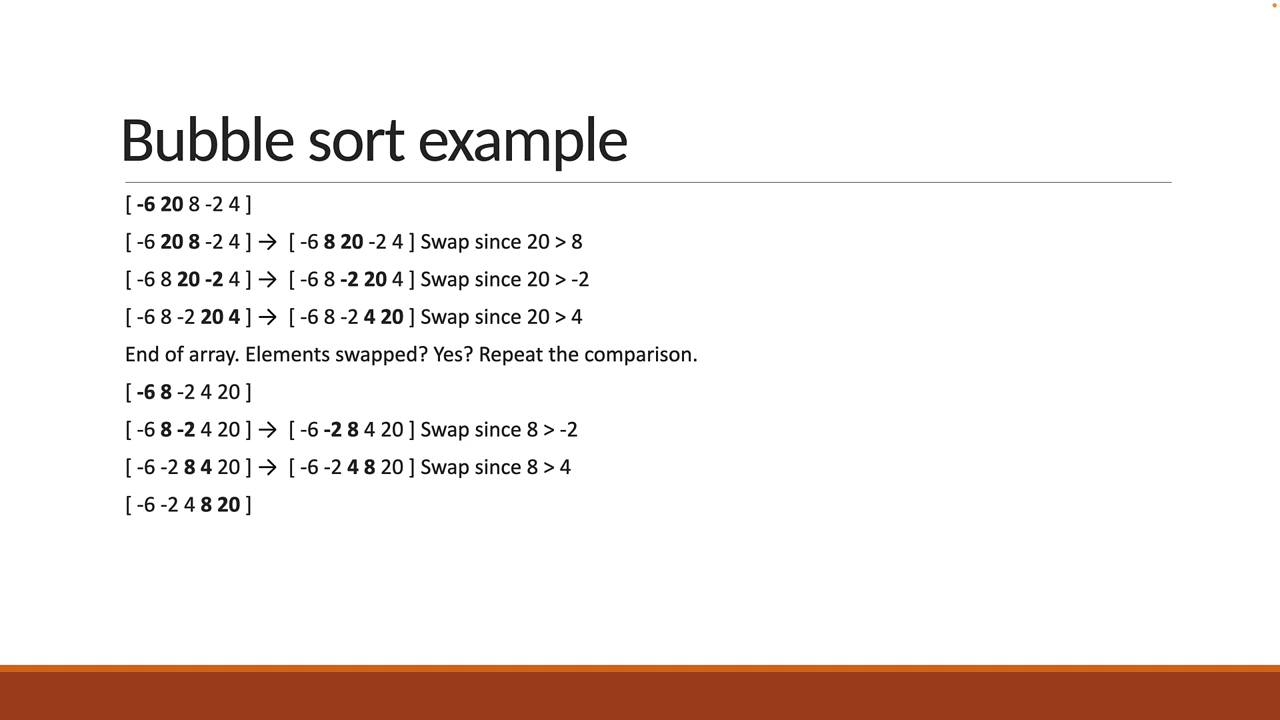 Bubble sort example
[ -6 20 8 -2 4 ]
[ -6 20 8 -2 4 ] → [ -6 8 20 -2 4 ] Swap since 20 > 8
[ -6 8 20 -2 4 ] → [ -6 8 -2 20 4 ] Swap since 20 > -2
[ -6 8 -2 20 4 ] → [ -6 8 -2 4 20 ] Swap since 20 > 4
End of array. Elements swapped? Yes? Repeat the comparison.
[ -6 8 -2 4 20 ]
[ -6 8 -2 4 20 ] → [ -6 -2 8 4 20 ] Swap since 8 > -2
[ -6 -2 8 4 20 ] → [ -6 -2 4 8 20 ] Swap since 8 > 4
[ -6 -2 4 8 20 ]